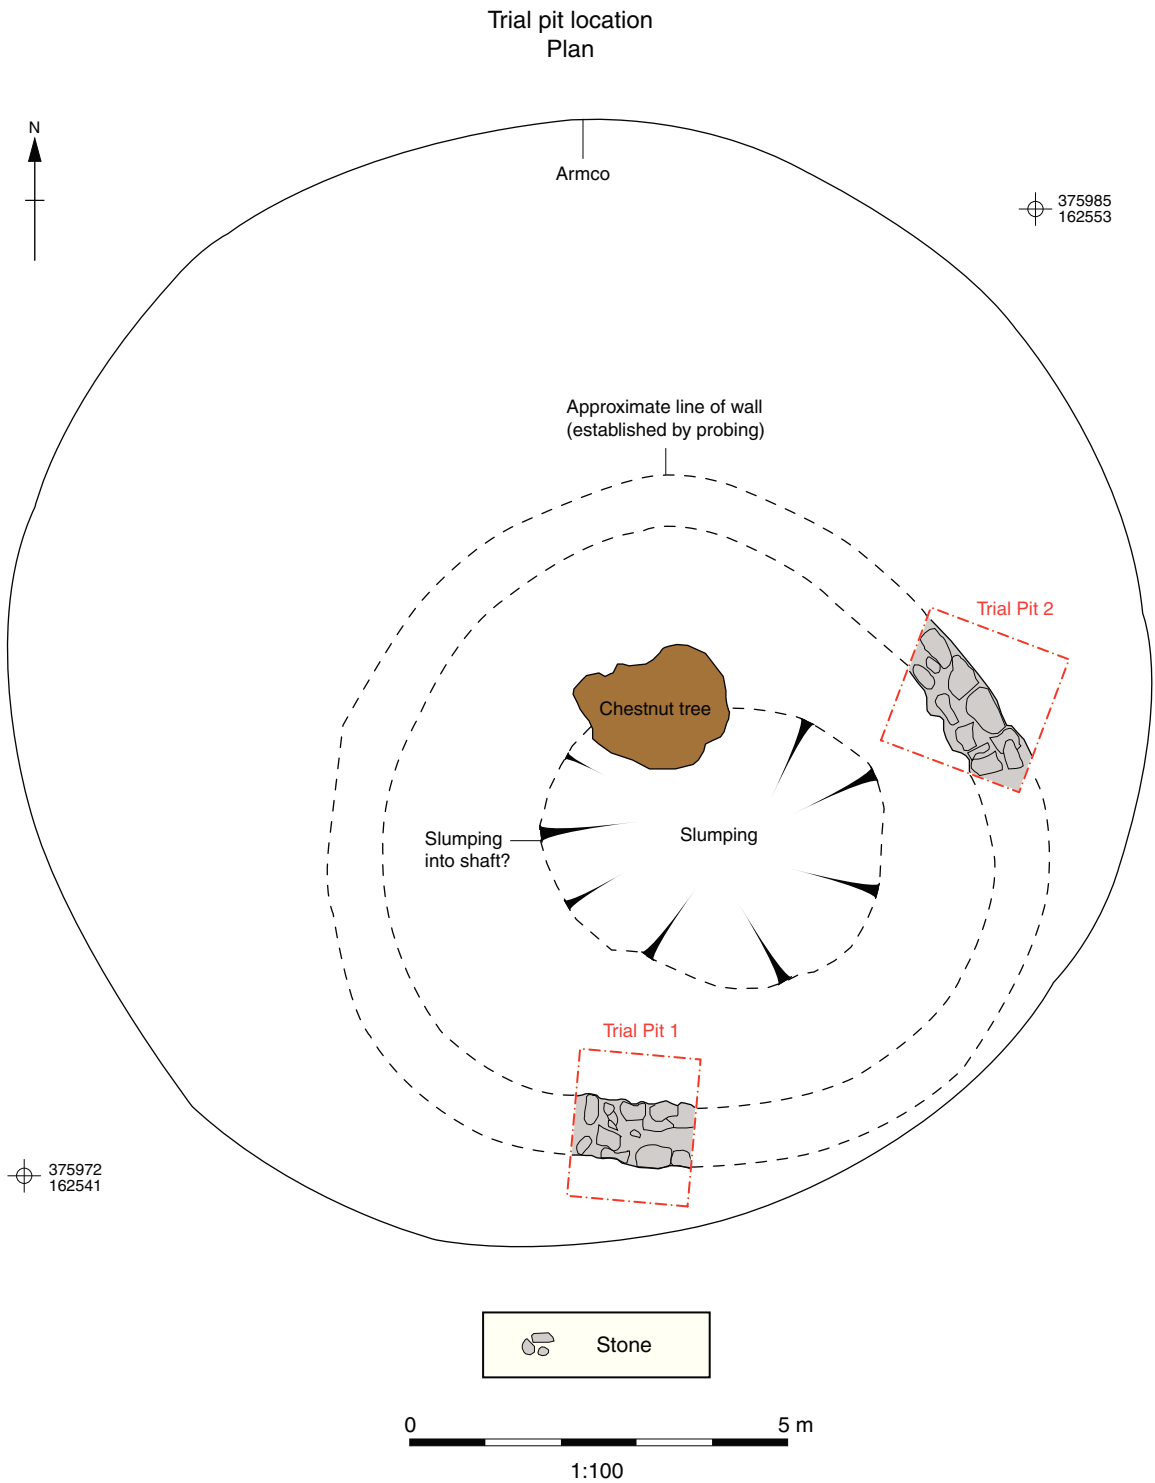 Trial pit location
Plan
N
Armco
375985
162553
Approximate line of wall
(established by probing)
Trial Pit 2
Chestnut tree
Slumping
into shaft?
Slumping
Trial Pit 1
375972
162541
Stone
0
5 m
1:100